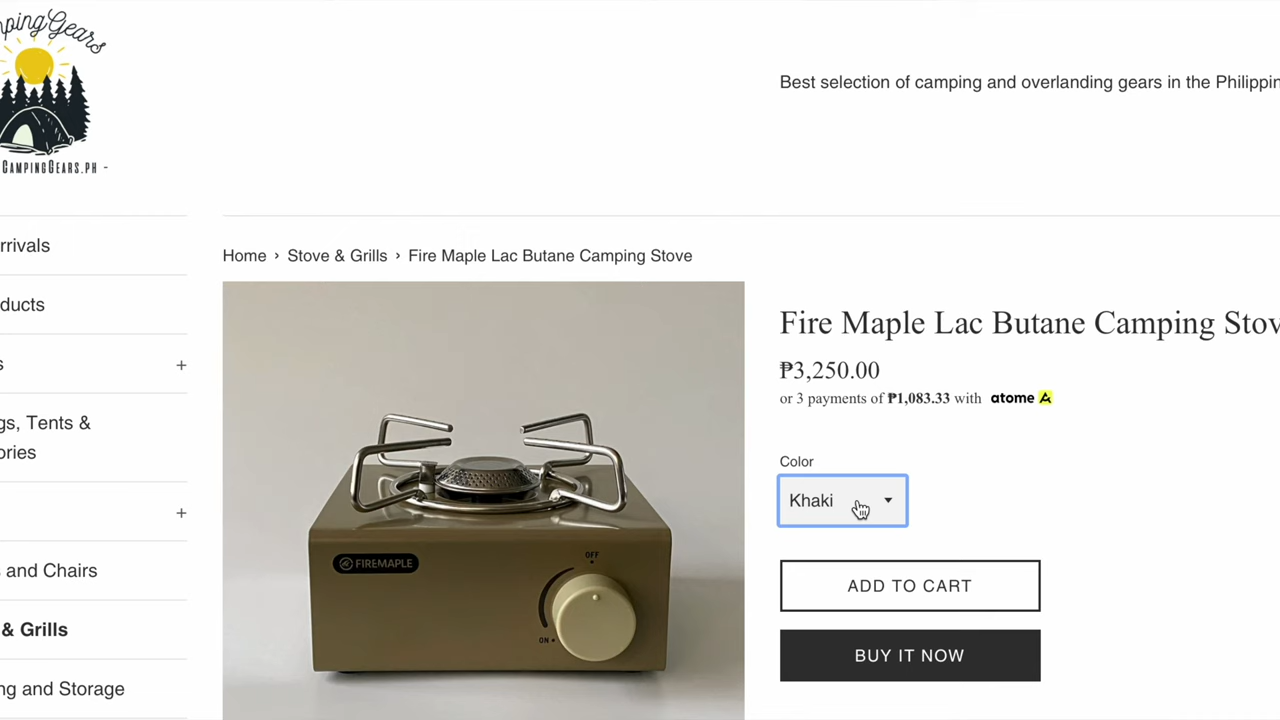 pingGears
CampingGears.ph -
Best selection of camping and overlanding gears in the Philippin
rrivals
ducts
s
+
gs, Tents &
ories
+
s and Chairs
& Grills
ng and Storage
Home › Stove & Grills › Fire Maple Lac Butane Camping Stove
FIREMAPLE
OFF
ON
Fire Maple Lac Butane Camping Stov
₱3,250.00
or 3 payments of ₱1,083.33 with atome
Color
Khaki
ADD TO CART
BUY IT NOW